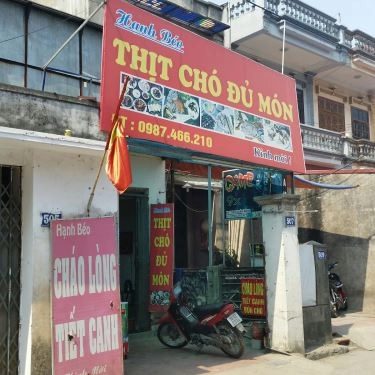 Hạnh Béo
THỊT CHÓ ĐỦ MÓN
ĐT : 0987.466.210
Kính mời !
505
Hạnh Béo
CHÁO LÒNG
TIẾT CANH
THỊT
CHÓ
ĐỦ
MÓN
507
CHÁO LÒNG
TIẾT CANH